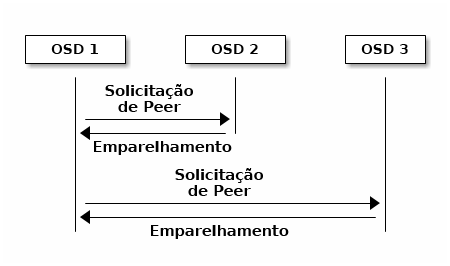 OSD 1
OSD 2
OSD 3
Solicitação
de Peer
Emparelhamento
Solicitação
de Peer
Emparelhamento